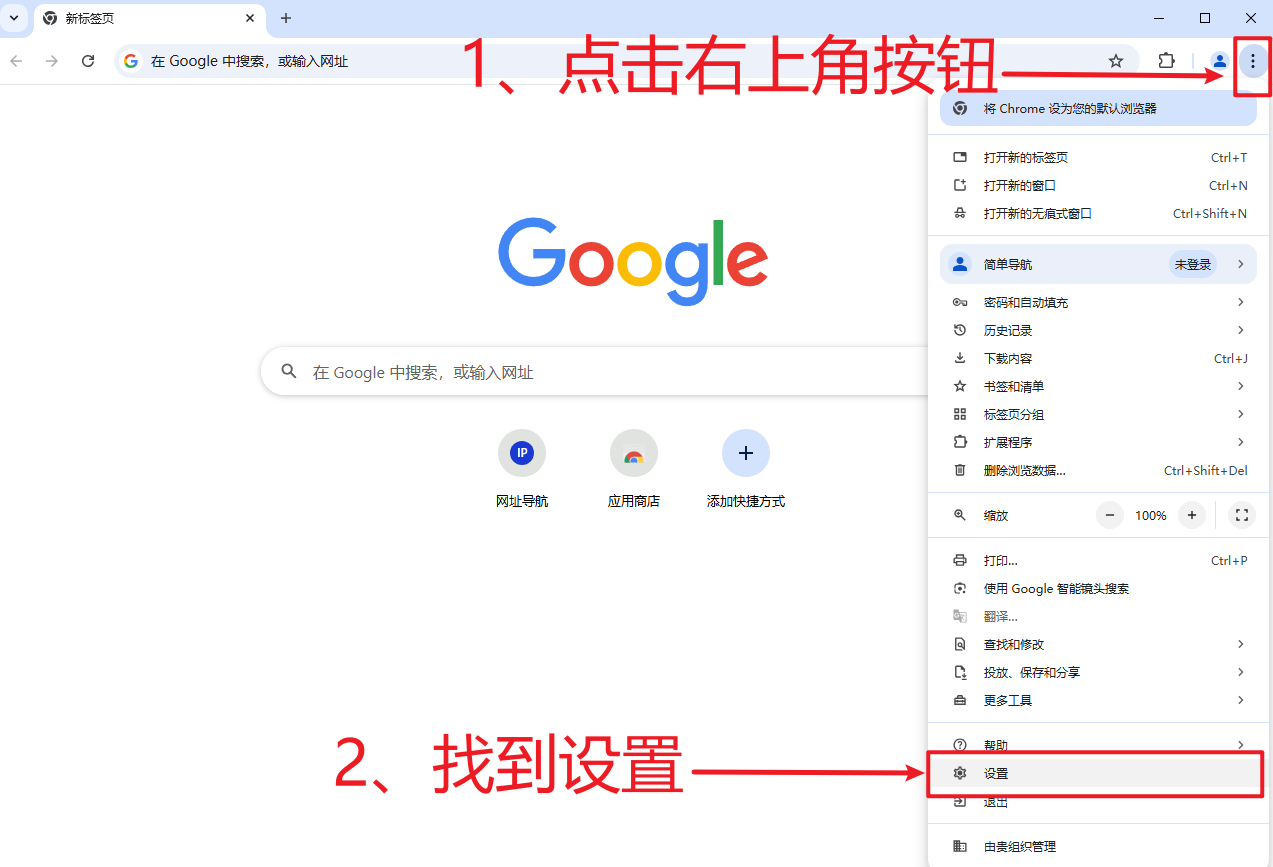 新标签页
在 Google 中搜索，或输入网址
1、点击右上角按钮
将 Chrome 设为您的默认浏览器
打开新的标签页 Ctrl+T
打开新的窗口 Ctrl+N
打开新的无痕式窗口 Ctrl+Shift+N
Google
简单导航 未登录
密码和自动填充
历史记录
下载内容 Ctrl+J
在 Google 中搜索，或输入网址
书签和清单
标签页分组
扩展程序
IP
删除浏览数据... Ctrl+Shift+Del
网址导航 应用商店 添加快捷方式
缩放 100%
打印... Ctrl+P
使用 Google 智能镜头搜索
翻译...
查找和修改
投放、保存和分享
更多工具
帮助
2、找到设置
设置
退出
由贵组织管理